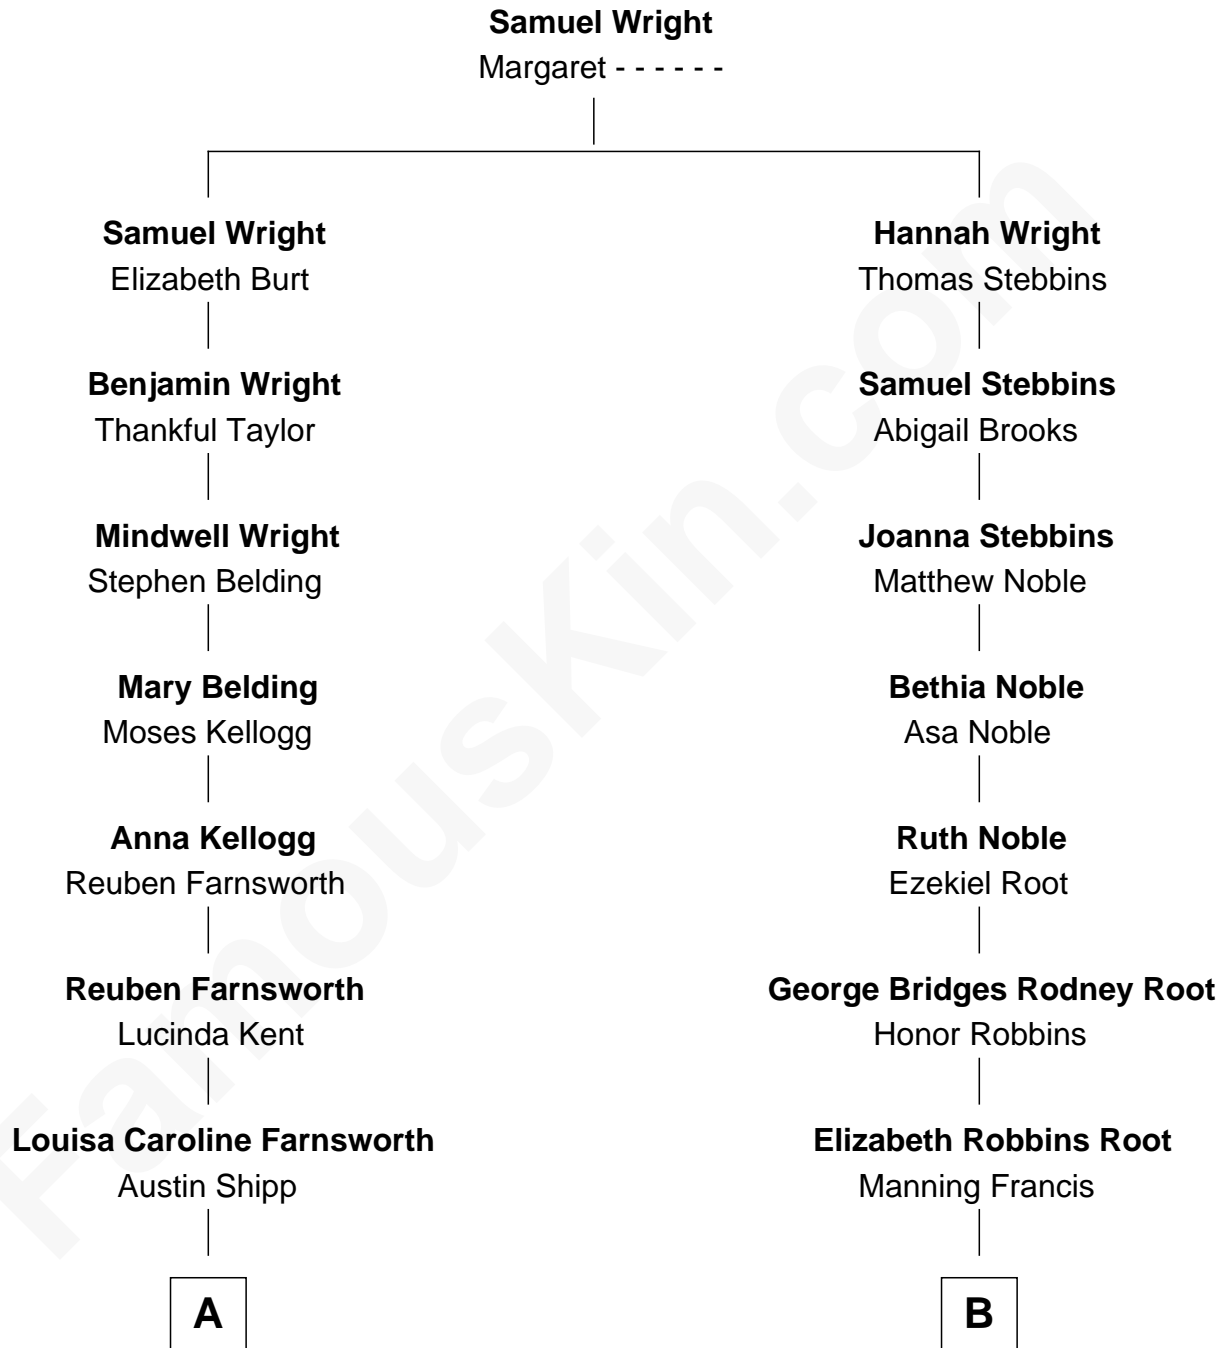 Samuel Wright
Margaret - - - - - -
Samuel Wright
Elizabeth Burt
Hannah Wright
Thomas Stebbins
Benjamin Wright
Thankful Taylor
Samuel Stebbins
Abigail Brooks
Mindwell Wright
Stephen Belding
Joanna Stebbins
Matthew Noble
Mary Belding
Moses Kellogg
Bethia Noble
Asa Noble
Anna Kellogg
Reuben Farnsworth
Ruth Noble
Ezekiel Root
Reuben Farnsworth
Lucinda Kent
George Bridges Rodney Root
Honor Robbins
Louisa Caroline Farnsworth
Austin Shipp
Elizabeth Robbins Root
Manning Francis
A
B
FamousKin.com